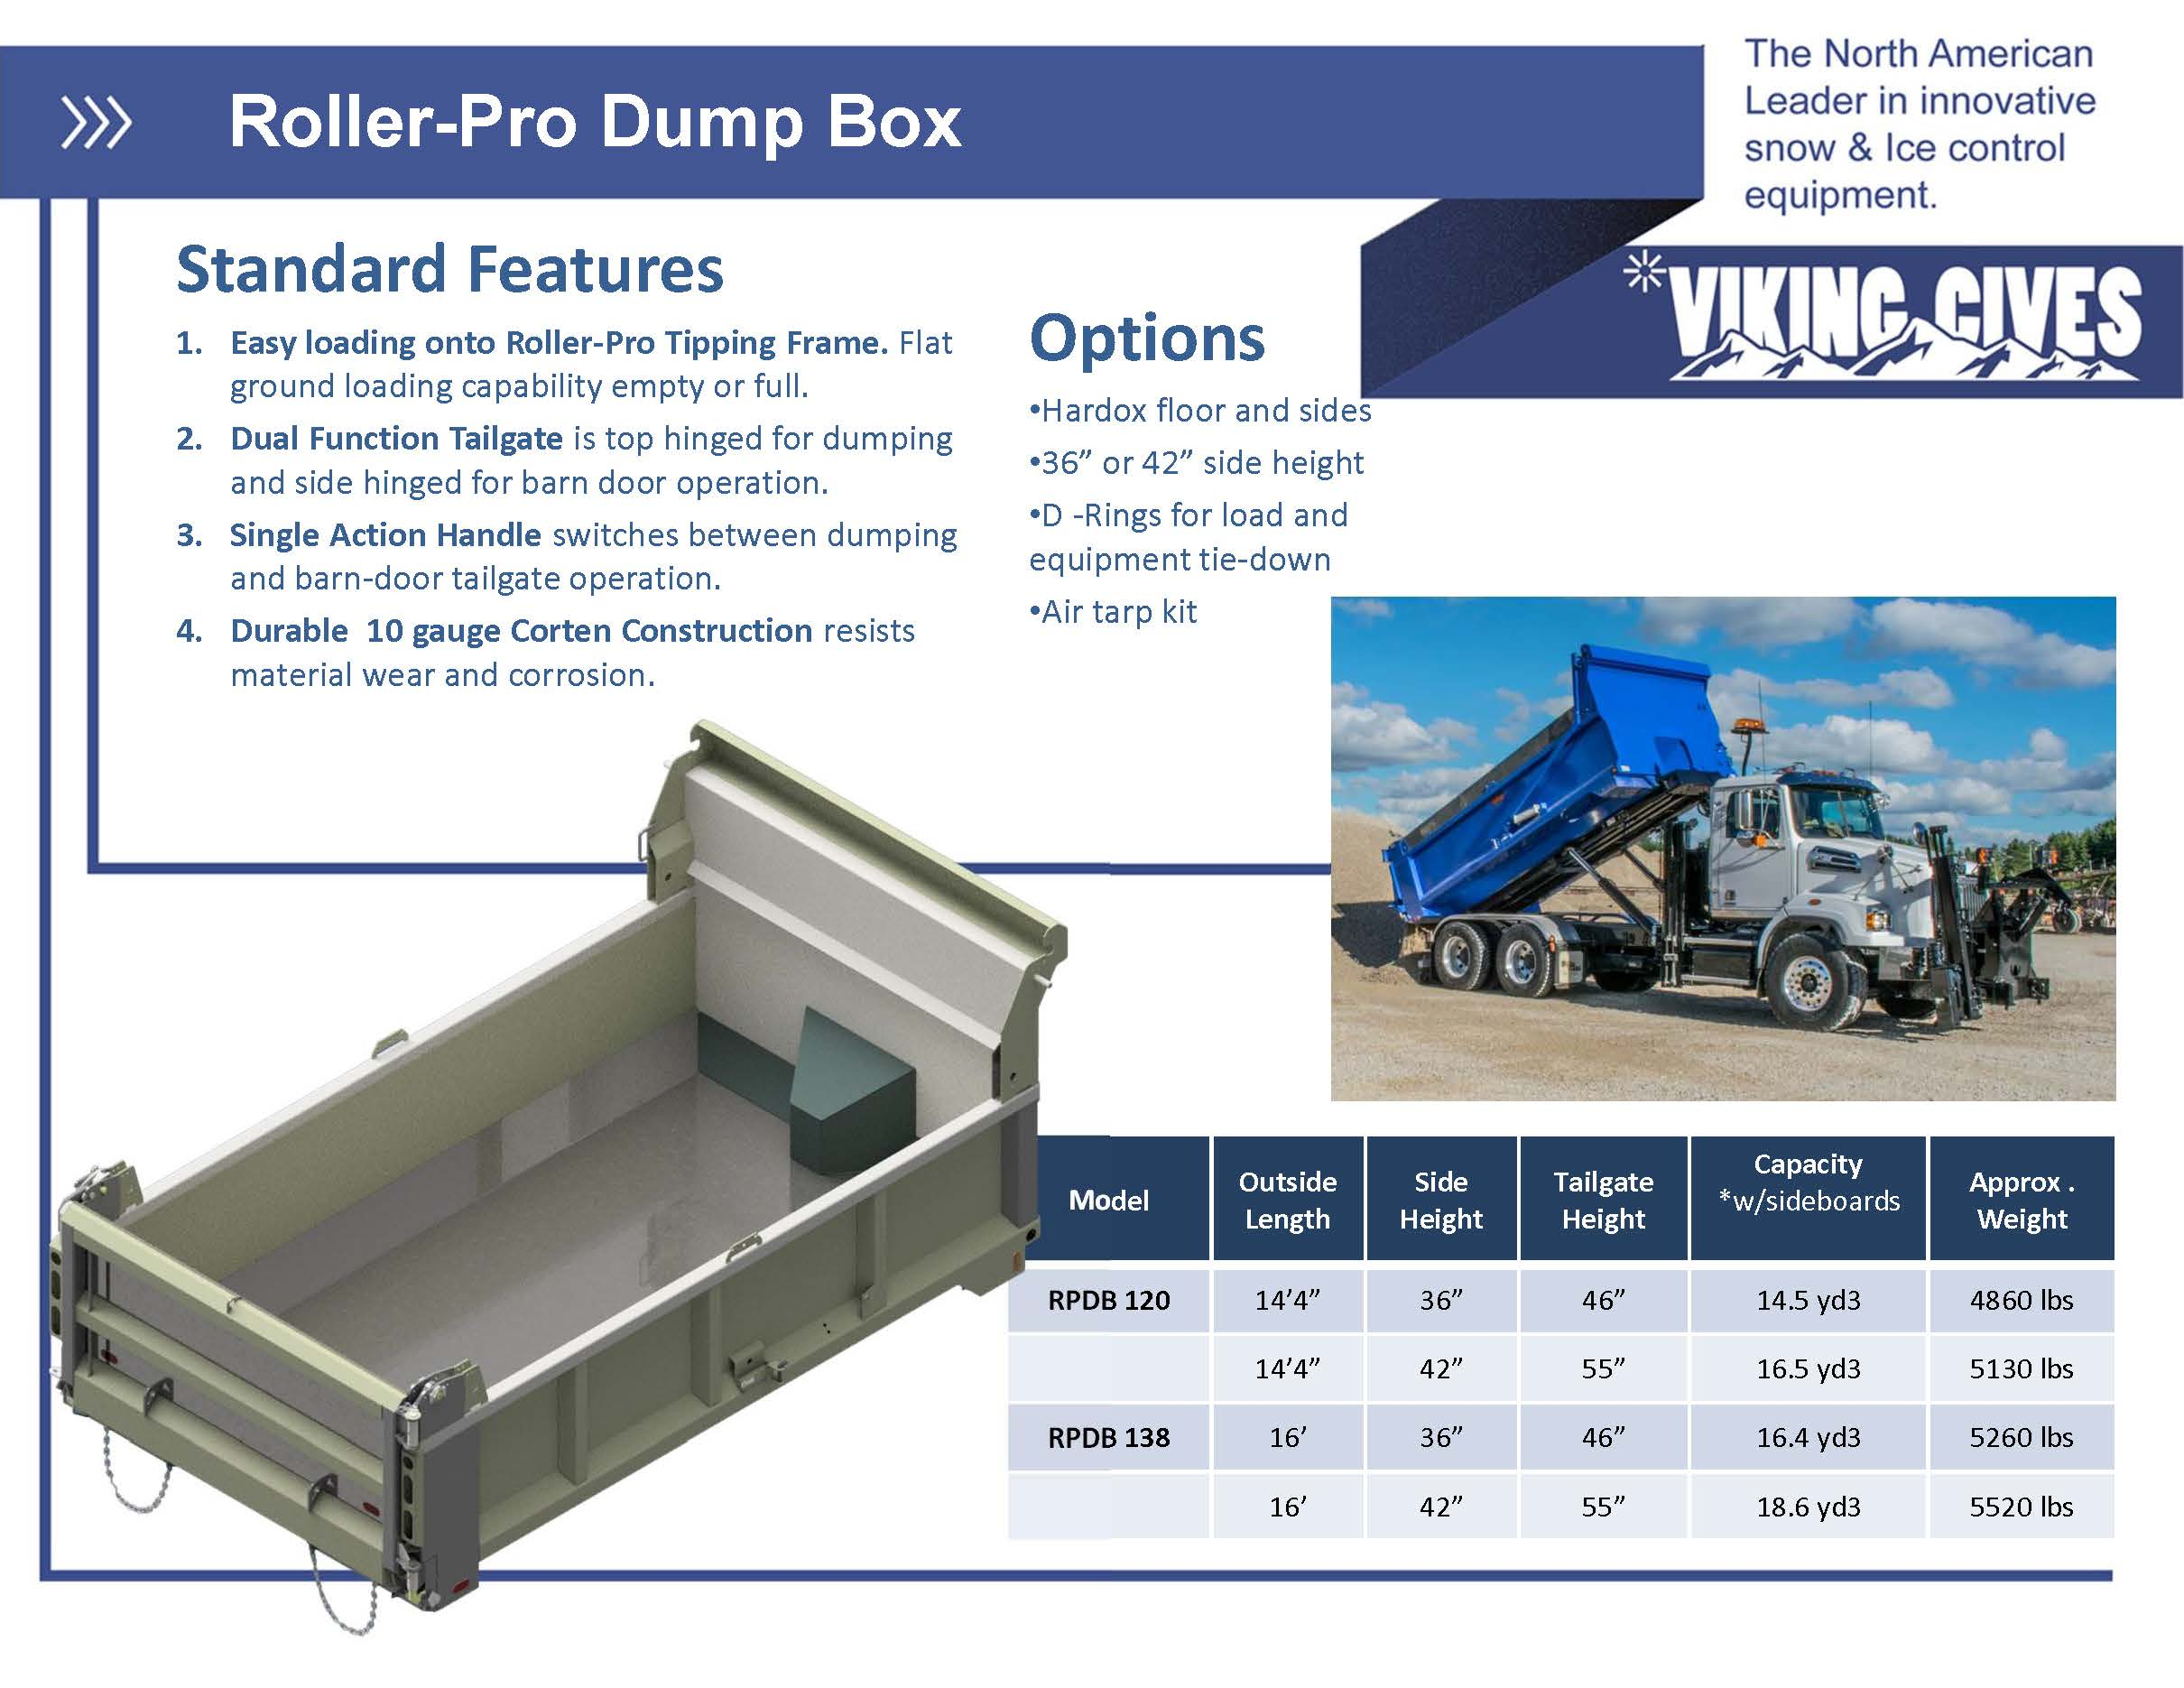 Roller-Pro Dump Box
The North American
Leader in innovative
snow & Ice control
equipment.
*VIKING CIVES
Standard Features
1. Easy loading onto Roller-Pro Tipping Frame. Flat
ground loading capability empty or full.
2. Dual Function Tailgate is top hinged for dumping
and side hinged for barn door operation.
3. Single Action Handle switches between dumping
and barn-door tailgate operation.
4. Durable  10 gauge Corten Construction resists
material wear and corrosion.
Options
•Hardox floor and sides
•36” or 42” side height
•D -Rings for load and
equipment tie-down
•Air tarp kit
Model Outside Length Side Height Tailgate Height Capacity *w/sideboards Approx . Weight
RPDB 120 14’4” 36” 46” 14.5 yd3 4860 lbs
14’4” 42” 55” 16.5 yd3 5130 lbs
RPDB 138 16’ 36” 46” 16.4 yd3 5260 lbs
16’ 42” 55” 18.6 yd3 5520 lbs